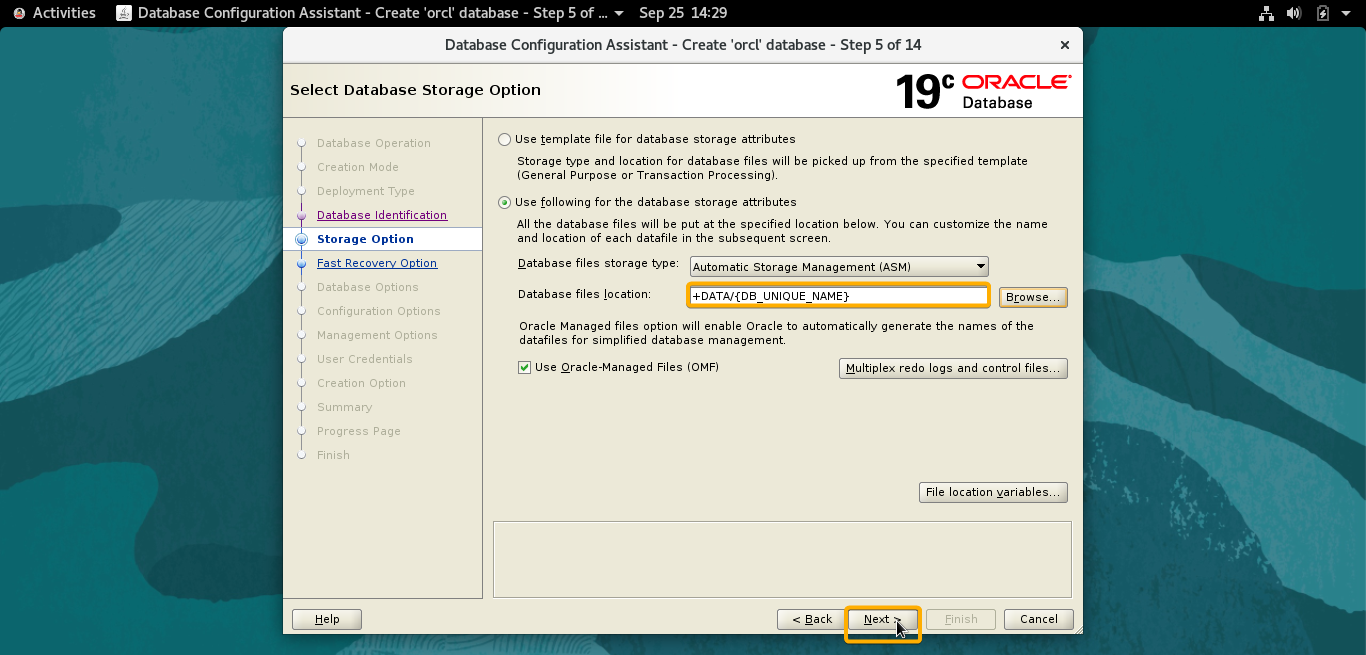 Activities
Database Configuration Assistant - Create 'orcl' database - Step 5 of ...
Sep 25 14:29
Database Configuration Assistant - Create 'orcl' database - Step 5 of 14
Select Database Storage Option
19c ORACLE
Database
Database Operation
Creation Mode
Deployment Type
Database Identification
Storage Option
Fast Recovery Option
Database Options
Configuration Options
Management Options
User Credentials
Creation Option
Summary
Progress Page
Finish
Use template file for database storage attributes
Storage type and location for database files will be picked up from the specified template
(General Purpose or Transaction Processing).
Use following for the database storage attributes
All the database files will be put at the specified location below. You can customize the name
and location of each datafile in the subsequent screen.
Database files storage type:
Automatic Storage Management (ASM)
Database files location:
+DATA/{DB_UNIQUE_NAME}
Browse...
Oracle Managed files option will enable Oracle to automatically generate the names of the
datafiles for simplified database management.
Use Oracle-Managed Files (OMF)
Multiplex redo logs and control files...
File location variables...
Help
< Back
Next >
Finish
Cancel